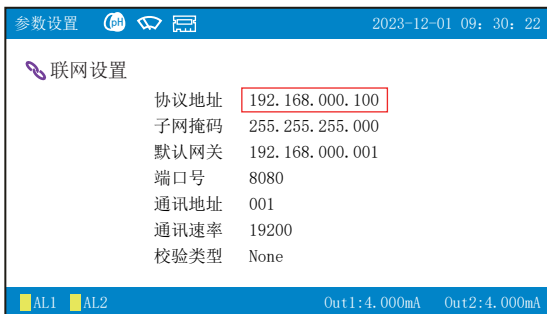 参数设置 pH 2023-12-01 09: 30: 22
联网设置
协议地址 192.168.000.100
子网掩码 255.255.255.000
默认网关 192.168.000.001
端口号 8080
通讯地址 001
通讯速率 19200
校验类型 None
AL1 AL2 Out1:4.000mA Out2:4.000mA